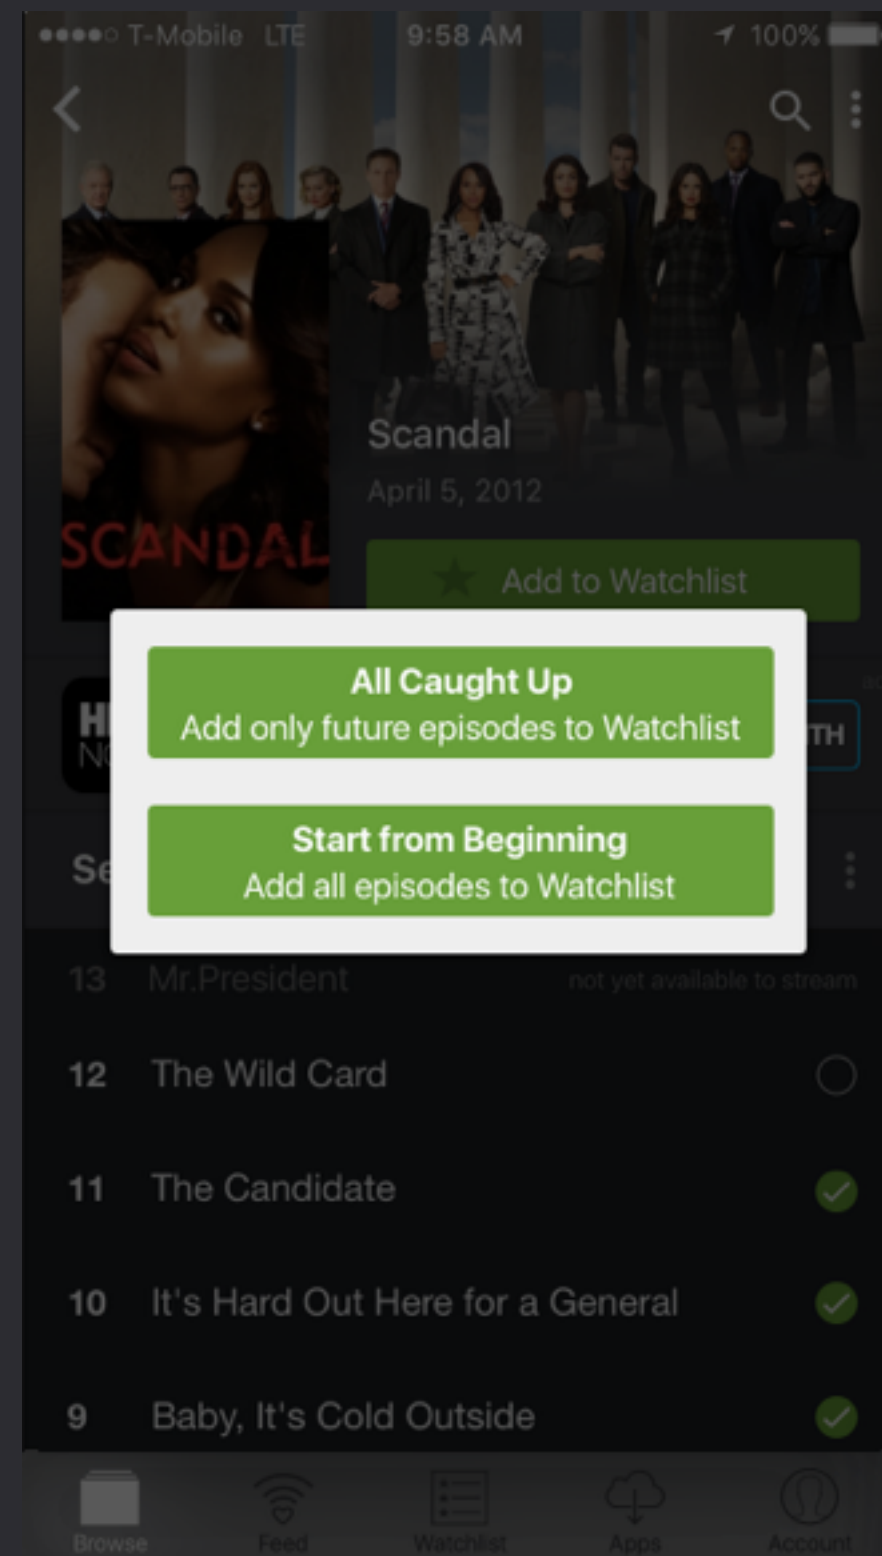 T-Mobile LTE 9:58 AM 100%
SCANDAL
Scandal
April 5, 2012
Add to Watchlist
All Caught Up
Add only future episodes to Watchlist
Start from Beginning
Add all episodes to Watchlist
13 Mr.President not yet available to stream
12 The Wild Card
11 The Candidate
10 It's Hard Out Here for a General
9 Baby, It's Cold Outside
Browse Feed Watchlist Apps Account